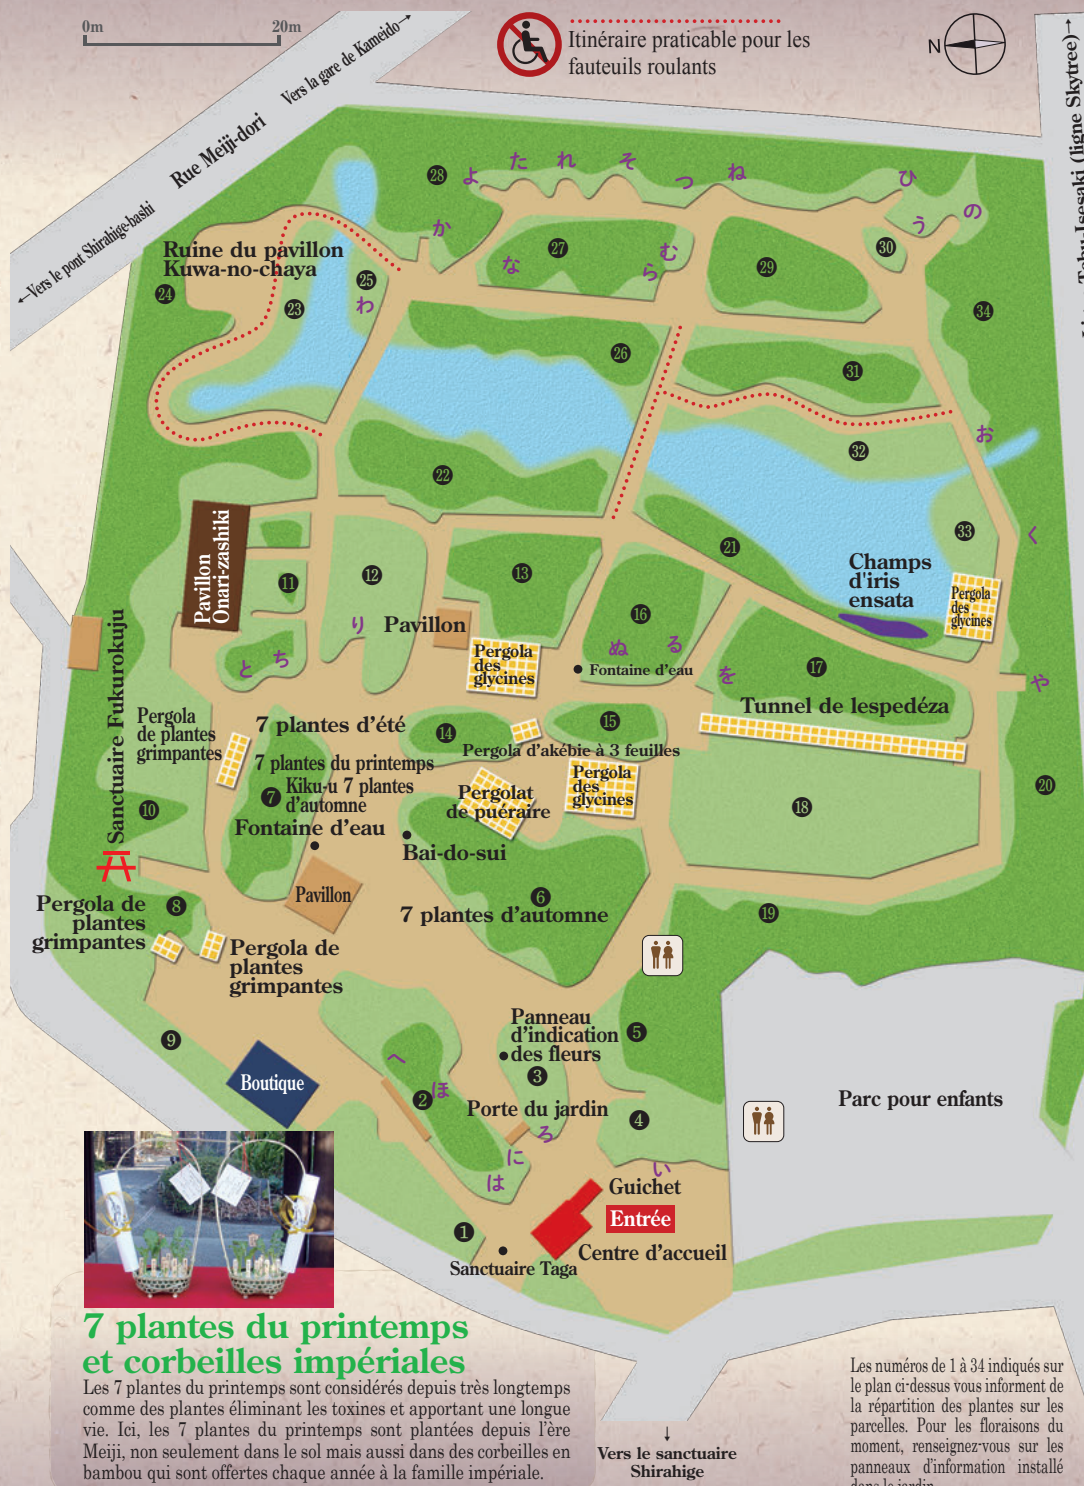 0m
20m
Vers la gare de Kameido→
Itinéraire praticable pour les
fauteuils roulants
N
Rue Meiji-dori
←Vers le pont Shirahige-bashi
28
よ
た
れ
そ
つ
ね
ひ
の
う
か
な
27
む
ら
29
30
34
Ruine du pavillon
Kuwa-no-chaya
24
23
25
わ
26
31
32
お
22
21
33
く
Champs
d'iris
ensata
Pergola
des
glycines
や
Pavillon
Onari-zashiki
11
12
13
16
り
Pavillon
ぬ
る
を
17
と
ち
Pergola
des
glycines
Fontaine d'eau
Tunnel de lespedéza
Sanctuaire Fukurokuju
Pergola
de plantes
grimpantes
7 plantes d'été
14
15
Pergola d'akébie à 3 feuilles
7 plantes du printemps
7
Kiku-u 7 plantes
d'automne
Pergolat
de puéraire
Pergola
des
glycines
20
18
10
Fontaine d'eau
Bai-do-sui
Pavillon
6
7 plantes d'automne
19
Pergola de
plantes
grimpantes
8
Pergola de
plantes
grimpantes
9
Boutique
Panneau
d'indication
des fleurs
5
3
へ
ほ
2
Porte du jardin
4
ろ
に
は
い
Parc pour enfants
Guichet
Entrée
Centre d'accueil
1
Sanctuaire Taga
7 plantes du printemps
et corbeilles impériales
Les 7 plantes du printemps sont considérés depuis très longtemps
comme des plantes éliminant les toxines et apportant une longue
vie. Ici, les 7 plantes du printemps sont plantées depuis l'ère
Meiji, non seulement dans le sol mais aussi dans des corbeilles en
bambou qui sont offertes chaque année à la famille impériale.
↓
Vers le sanctuaire
Shirahige
Les numéros de 1 à 34 indiqués sur
le plan ci-dessus vous informent de
la répartition des plantes sur les
parcelles. Pour les floraisons du
moment, renseignez-vous sur les
panneaux d'information installé
dans le jardin.
Tobu-Isesaki (ligne Skytree)→